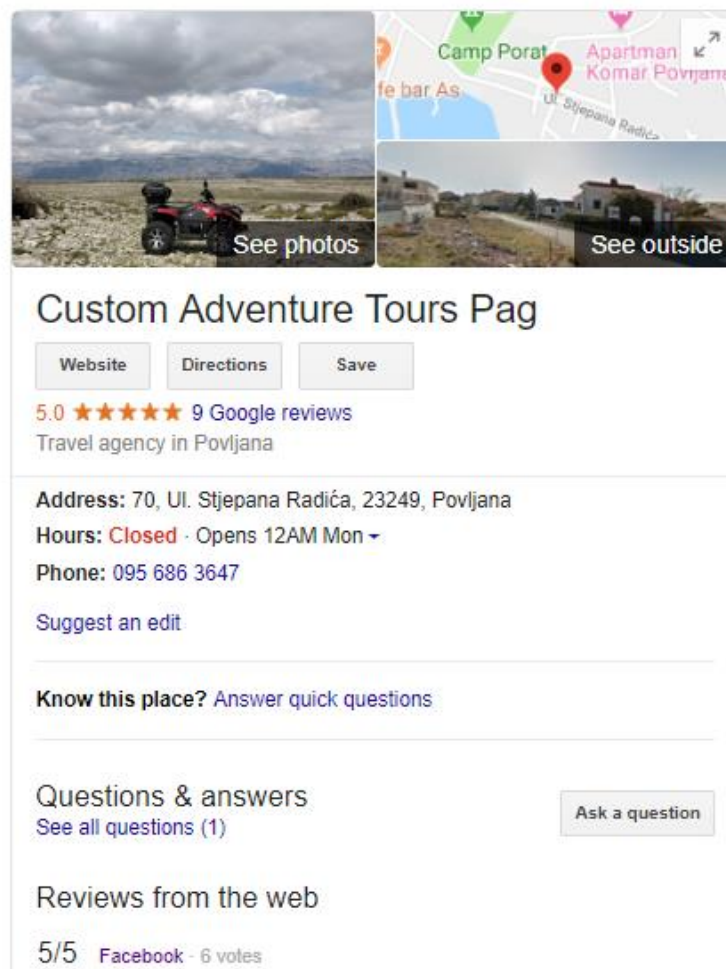 Camp Porat
Apartman
Komar Povljana
fe bar As
Ul. Stjepana Radića
See photos
See outside
Custom Adventure Tours Pag
Website
Directions
Save
5.0 ★★★★★ 9 Google reviews
Travel agency in Povljana
Address: 70, Ul. Stjepana Radića, 23249, Povljana
Hours: Closed · Opens 12AM Mon
Phone: 095 686 3647
Suggest an edit
Know this place? Answer quick questions
Questions & answers
See all questions (1)
Ask a question
Reviews from the web
5/5 Facebook · 6 votes